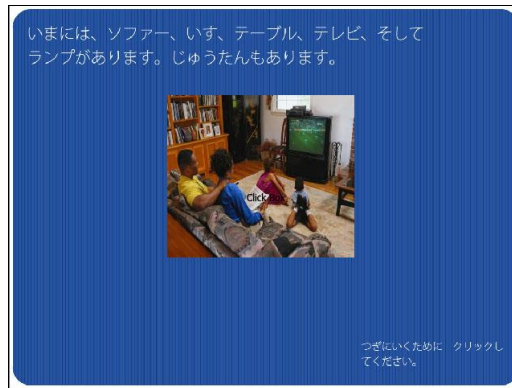 いまには、ソファー、いす、テーブル、テレビ、そして
ランプがあります。じゅうたんもあります。
Click
つぎにいくために　クリックし
てください。